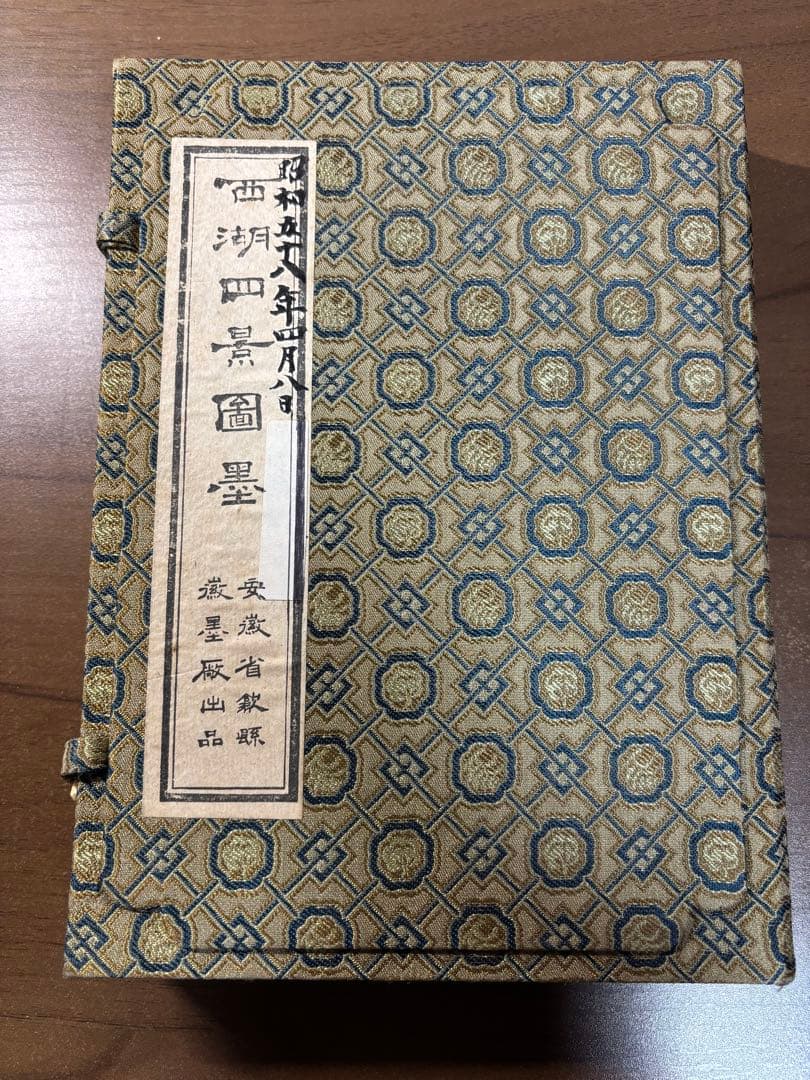 昭和五十八年四月八日
西湖四景圖墨
安徽省歙縣
徽墨厰出品